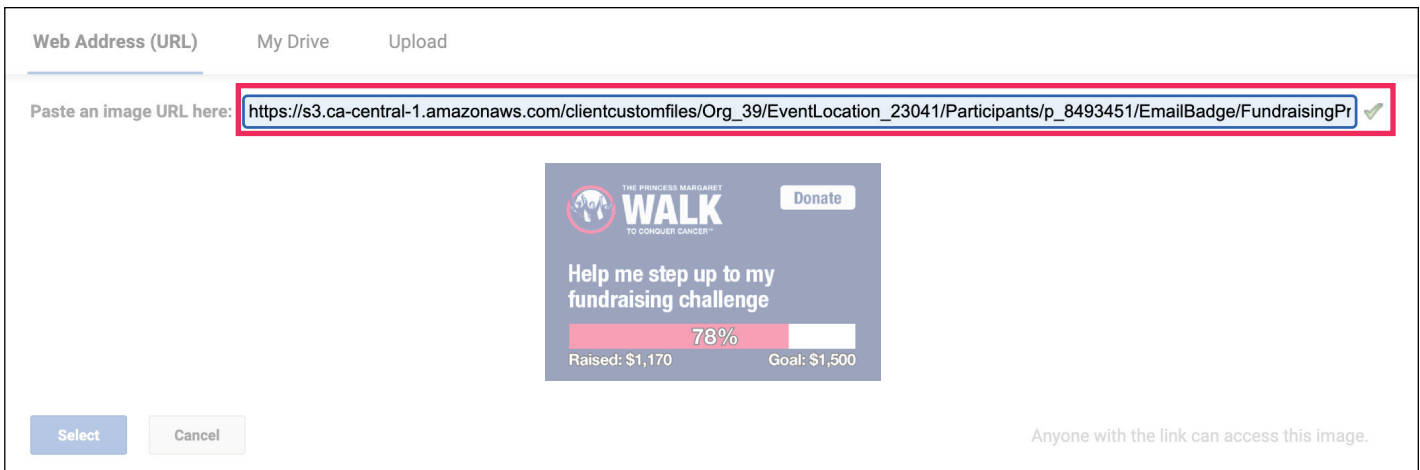 Web Address (URL) My Drive Upload
Paste an image URL here: https://s3.ca-central-1.amazonaws.com/clientcustomfiles/Org_39/EventLocation_23041/Participants/p_8493451/EmailBadge/FundraisingPr
THE PRINCESS MARGARET
WALK
TO CONQUER CANCER™
Donate
Help me step up to my
fundraising challenge
78%
Raised: $1,170 Goal: $1,500
Select Cancel Anyone with the link can access this image.